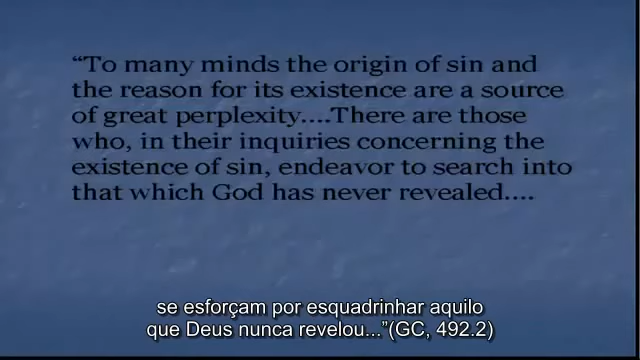 “To many minds the origin of sin and
the reason for its existence are a source
of great perplexity....There are those
who, in their inquiries concerning the
existence of sin, endeavor to search into
that which God has never revealed....
se esforçam por esquadrinhar aquilo
que Deus nunca revelou...”(GC, 492.2)